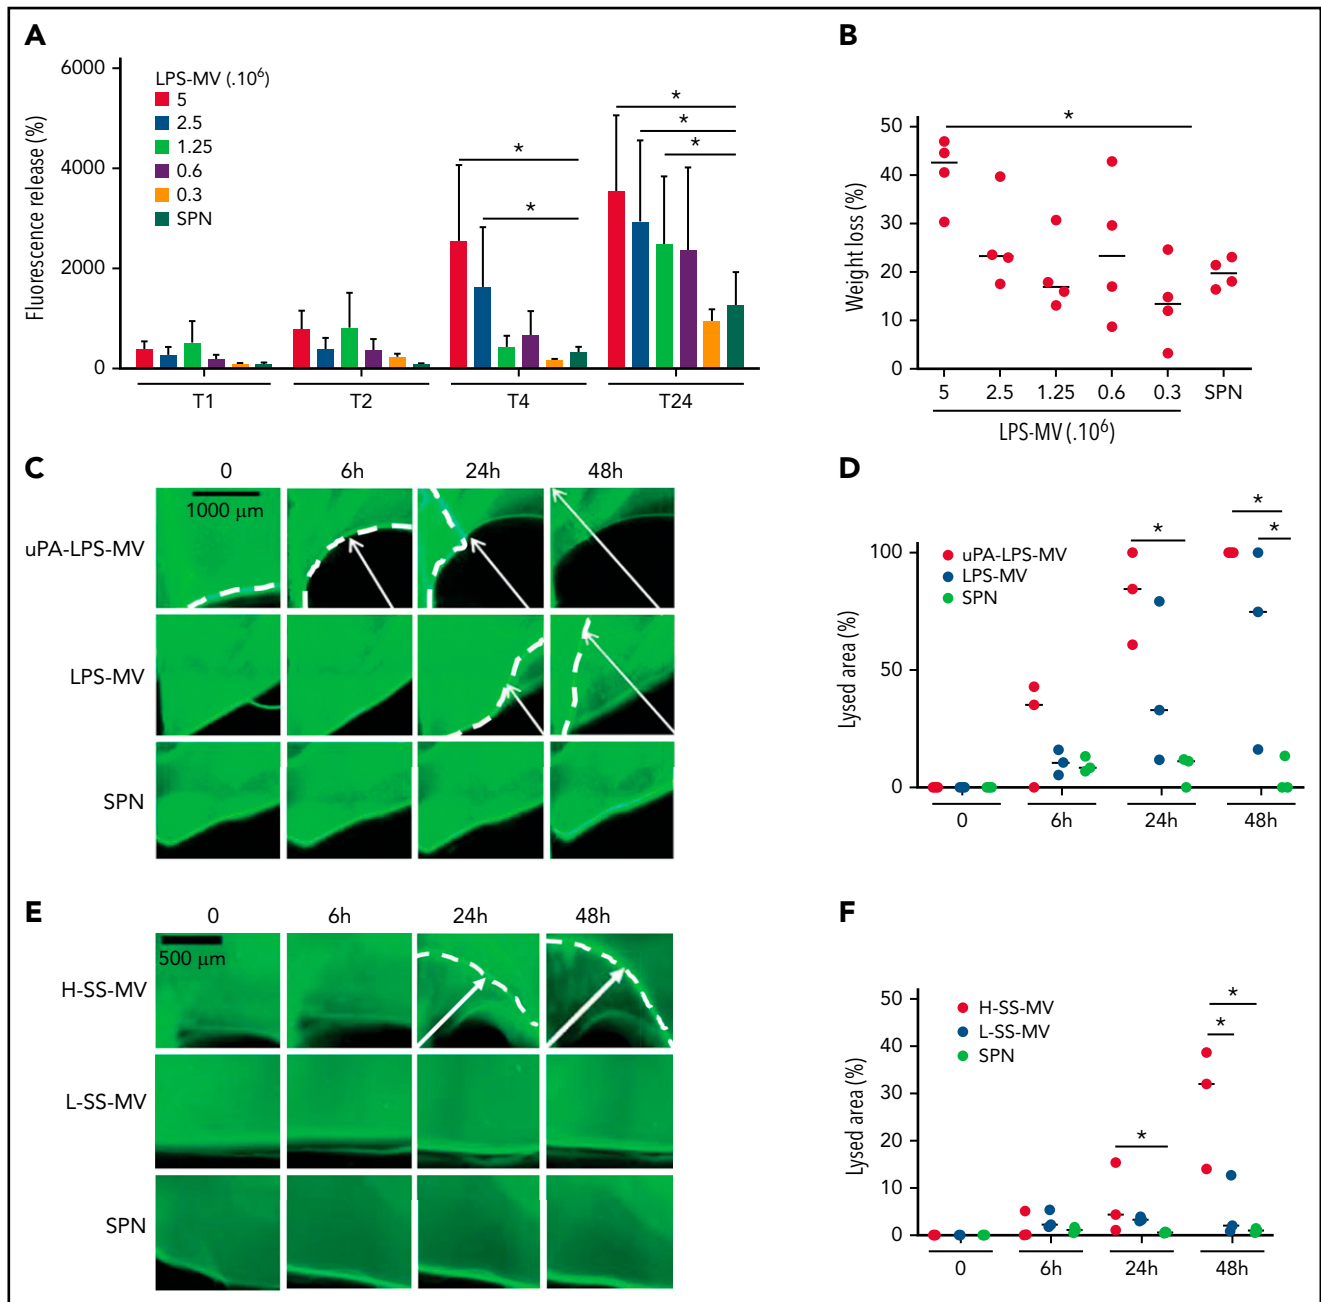 A
Fluorescence release (%)
6000
4000
2000
0
LPS-MV (.10⁶)
5
2.5
1.25
0.6
0.3
SPN
*
*
*
*
*
T1 T2 T4 T24
B
Weight loss (%)
50
40
30
20
10
0
*
5 2.5 1.25 0.6 0.3 SPN
LPS-MV (.10⁶)
C
0 6h 24h 48h
1000 μm
uPA-LPS-MV
LPS-MV
SPN
D
Lysed area (%)
100
50
0
uPA-LPS-MV
LPS-MV
SPN
*
*
*
0 6h 24h 48h
E
0 6h 24h 48h
500 μm
H-SS-MV
L-SS-MV
SPN
F
Lysed area (%)
50
40
30
20
10
0
H-SS-MV
L-SS-MV
SPN
*
*
*
0 6h 24h 48h